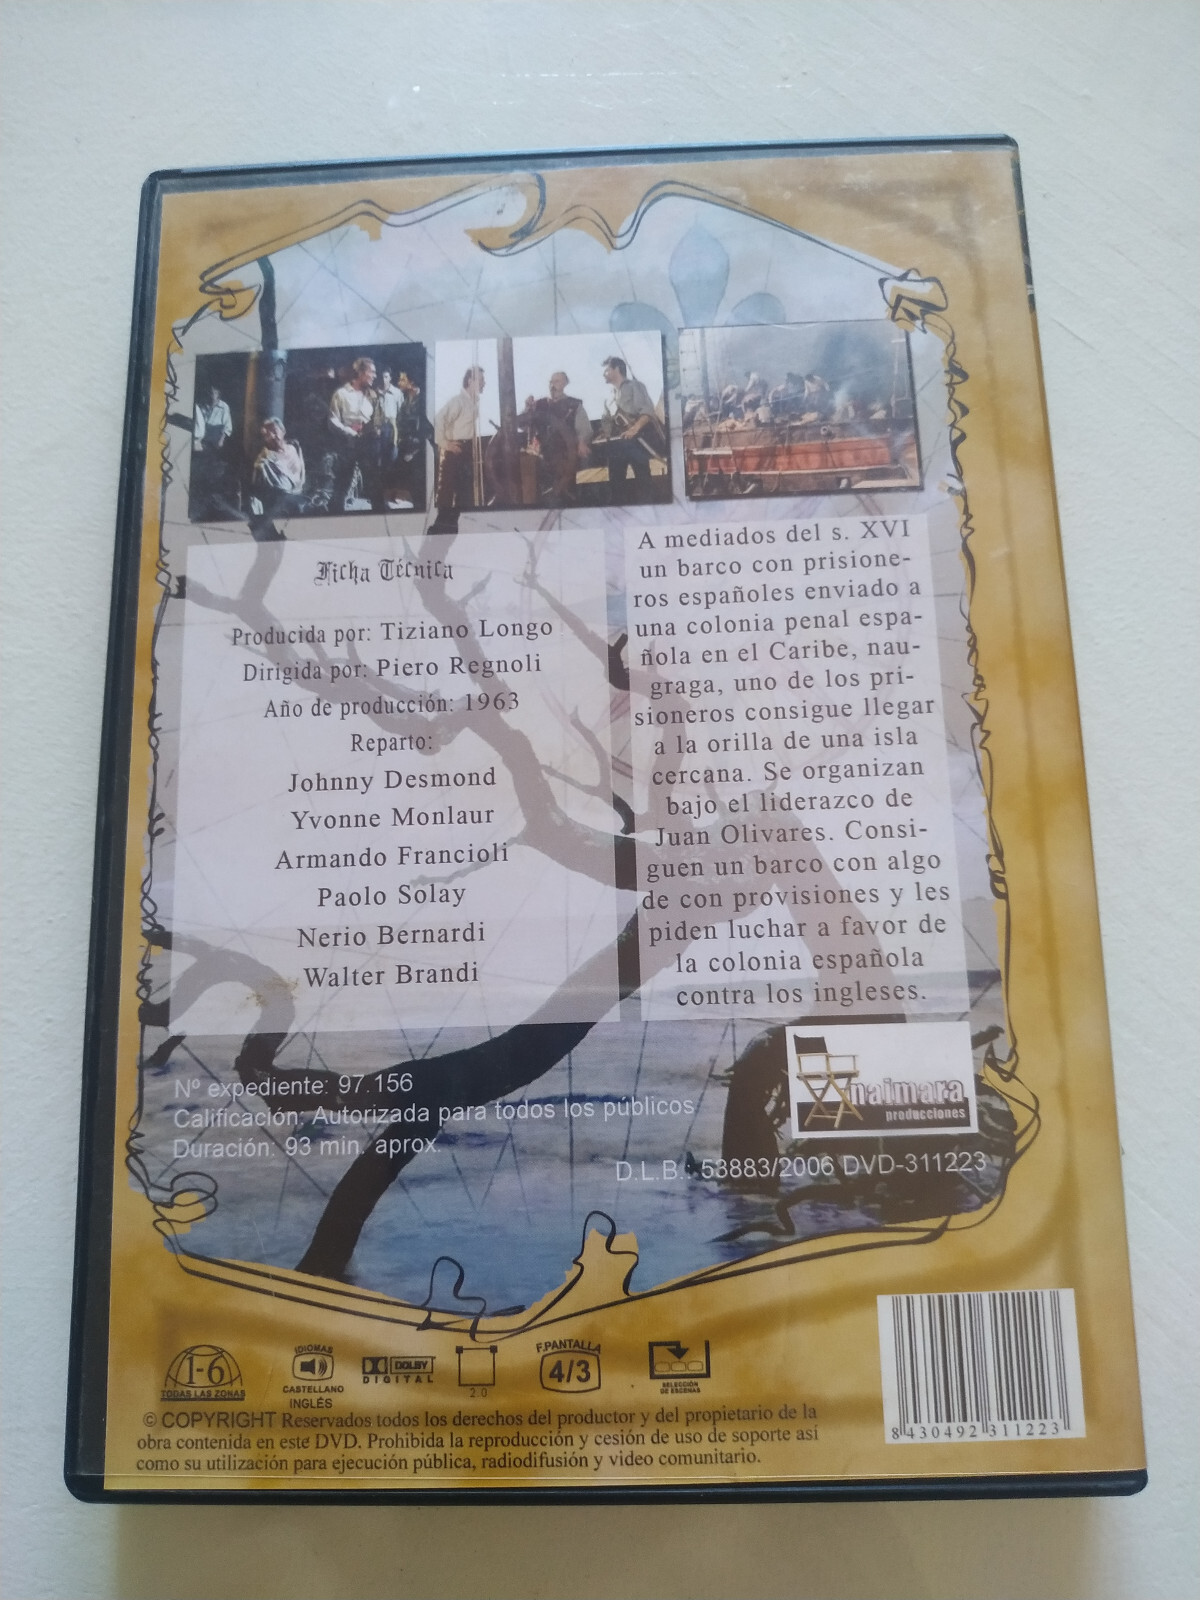 Ficha Técnica
Producida por: Tiziano Longo
Dirigida por: Piero Regnoli
Año de producción: 1963
Reparto:
Johnny Desmond
Yvonne Monlaur
Armando Francioli
Paolo Solay
Nerio Bernardi
Walter Brandi
A mediados del s. XVI
un barco con prisione-
ros españoles enviado a
una colonia penal espa-
ñola en el Caribe, nau-
graga, uno de los pri-
sioneros consigue llegar
a la orilla de una isla
cercana. Se organizan
bajo el liderazco de
Juan Olivares. Consi-
guen un barco con algo
de con provisiones y les
piden luchar a favor de
la colonia española
contra los ingleses.
Nº expediente: 97.156
Calificación: Autorizada para todos los públicos
Duración: 93 min. aprox.
naimara
producciones
D.L.B.: 53883/2006 DVD-311223
1-6
TODAS LAS ZONAS
IDIOMAS
CASTELLANO
INGLÉS
DOLBY
DIGITAL
2.0
F.PANTALLA
4/3
SELECCIÓN
DE ESCENAS
8 430492 311223
© COPYRIGHT Reservados todos los derechos del productor y del propietario de la
obra contenida en este DVD. Prohibida la reproducción y cesión de uso de soporte así
como su utilización para ejecución pública, radiodifusión y video comunitario.